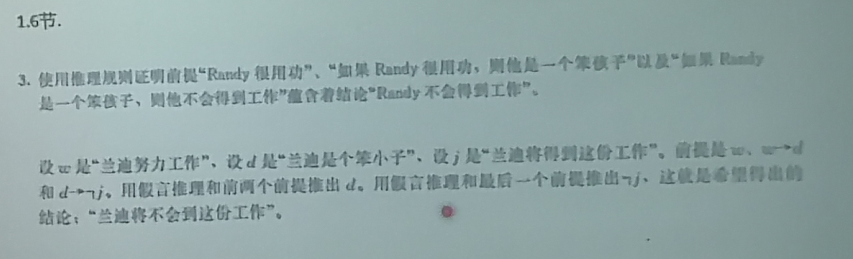 1.6节.
3. 使用推理规则证明前提“Randy 很用功”、“如果 Randy 很用功，则他是一个笨孩子”以及“如果 Randy
是一个笨孩子、则他不会得到工作”蕴含着结论“Randy 不会得到工作”。
设 w 是“兰迪努力工作”、设 d 是“兰迪是个笨小子”、设 j 是“兰迪将得到这份工作”。前提是 w、w→d
和 d→¬j。用假言推理和前两个前提推出 d。用假言推理和最后一个前提推出¬j，这就是希望得出的
结论：“兰迪将不会到这份工作”。